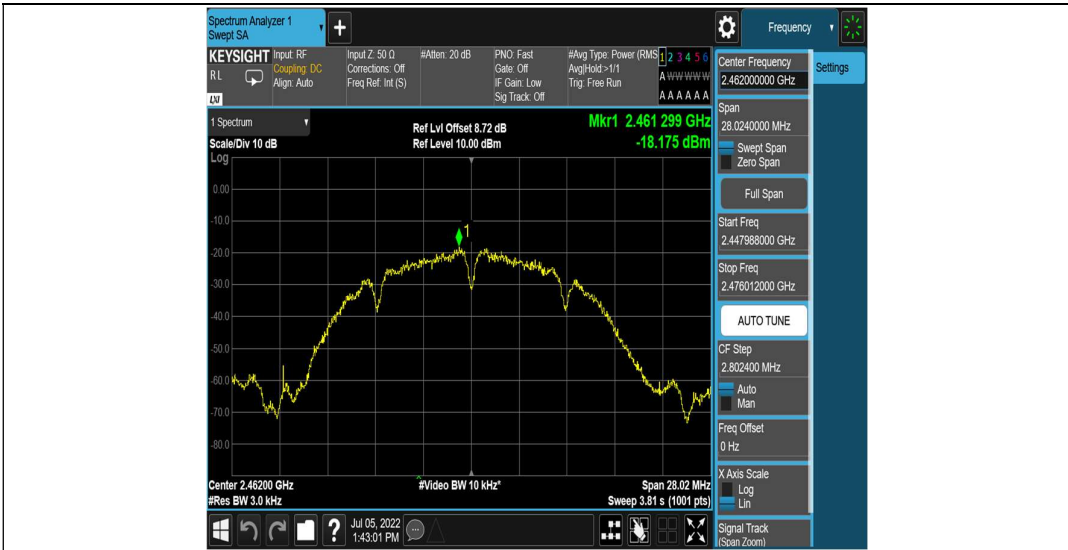 Spectrum Analyzer 1
Swept SA
Frequency
KEYSIGHT
RL
LXI
Input: RF
Coupling: DC
Align: Auto
Input Z: 50 Ω
Corrections: Off
Freq Ref: Int (S)
#Atten: 20 dB
PNO: Fast
Gate: Off
IF Gain: Low
Sig Track: Off
#Avg Type: Power (RMS
Avg|Hold:>1/1
Trig: Free Run
1 2 3 4 5 6
A W W W W W
A A A A A A
1 Spectrum
Scale/Div 10 dB
Ref Lvl Offset 8.72 dB
Ref Level 10.00 dBm
Mkr1 2.461 299 GHz
-18.175 dBm
Log
0.00
-10.0
-20.0
-30.0
-40.0
-50.0
-60.0
-70.0
-80.0
1
Center 2.46200 GHz
#Res BW 3.0 kHz
#Video BW 10 kHz*
Span 28.02 MHz
Sweep 3.81 s (1001 pts)
?
Jul 05, 2022
1:43:01 PM
Center Frequency
2.462000000 GHz
Settings
Span
28.0240000 MHz
Swept Span
Zero Span
Full Span
Start Freq
2.447988000 GHz
Stop Freq
2.476012000 GHz
AUTO TUNE
CF Step
2.802400 MHz
Auto
Man
Freq Offset
0 Hz
X Axis Scale
Log
Lin
Signal Track
(Span Zoom)